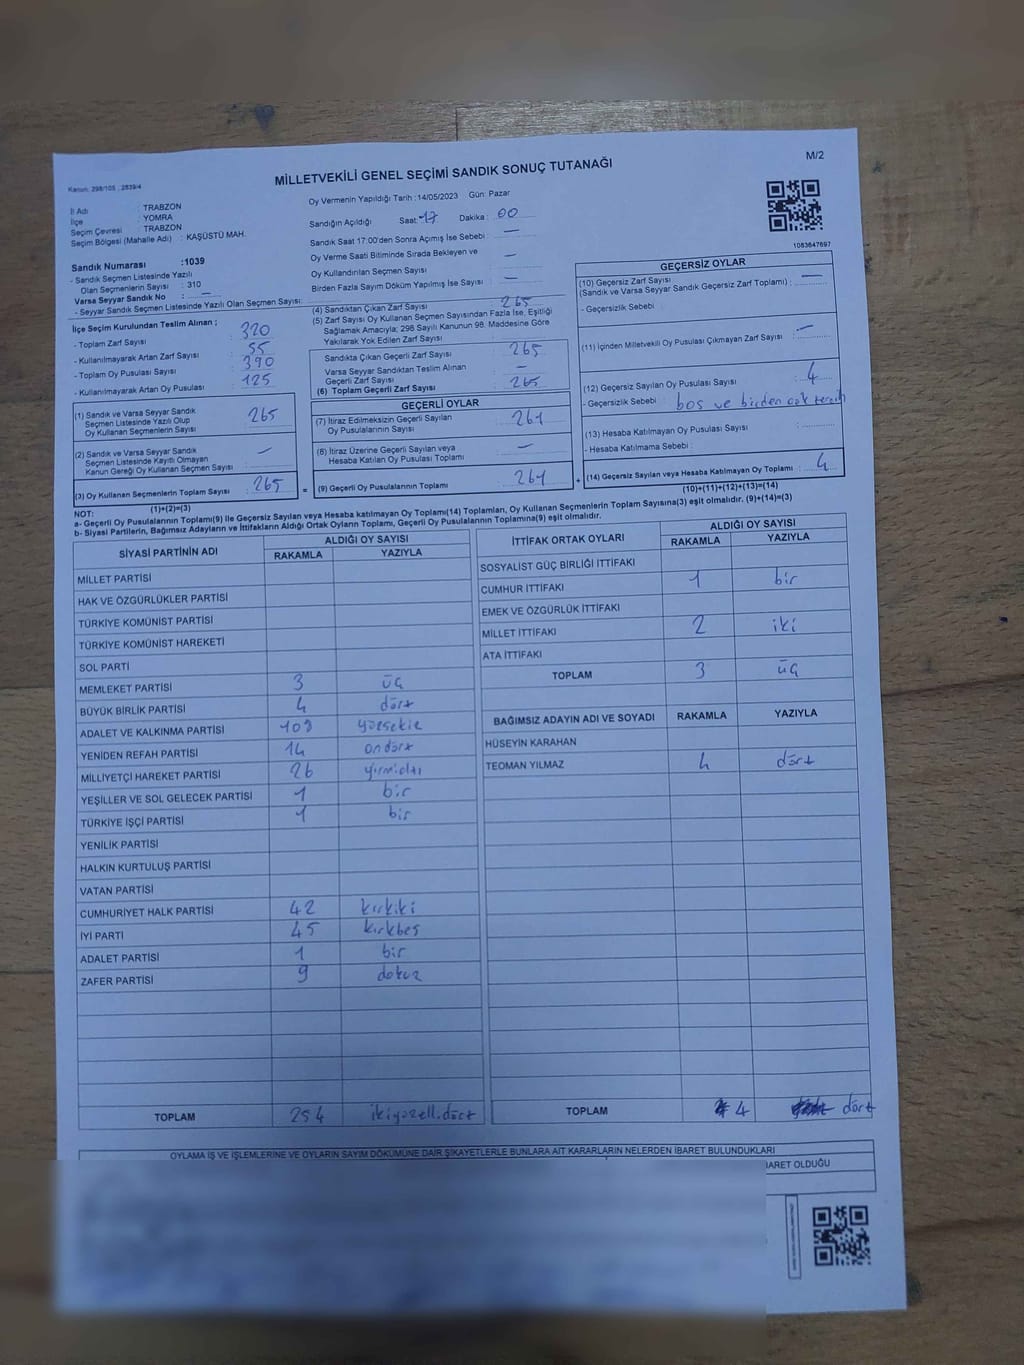 M/2
MİLLETVEKİLİ GENEL SEÇİMİ SANDIK SONUÇ TUTANAĞI
Kanun: 298/105 , 2839/4
İl Adı : TRABZON
İlçe : YOMRA
Seçim Çevresi : TRABZON
Seçim Bölgesi (Mahalle Adı) : KAŞÜSTÜ MAH.
Sandık Numarası :1039
- Sandık Seçmen Listesinde Yazılı
Olan Seçmenlerin Sayısı : 310
Varsa Seyyar Sandık No : —
- Seyyar Sandık Seçmen Listesinde Yazılı Olan Seçmen Sayısı:
Oy Vermenin Yapıldığı Tarih : 14/05/2023 Gün: Pazar
Sandığın Açıldığı Saat: 17 Dakika : 00
Sandık Saat 17:00'den Sonra Açımış İse Sebebi : —
Oy Verme Saati Bitiminde Sırada Bekleyen ve
Oy Kullandırılan Seçmen Sayısı : —
Birden Fazla Sayım Döküm Yapılmış İse Sayısı : —
1083647697
İlçe Seçim Kurulundan Teslim Alınan ;
- Toplam Zarf Sayısı : 320
- Kullanılmayarak Artan Zarf Sayısı : 55
- Toplam Oy Pusulası Sayısı : 390
- Kullanılmayarak Artan Oy Pusulası : 125
(1) Sandık ve Varsa Seyyar Sandık
Seçmen Listesinde Yazılı Olup
Oy Kullanan Seçmenlerin Sayısı : 265
(2) Sandık ve Varsa Seyyar Sandık
Seçmen Listesinde Kayıtlı Olmayan
Kanun Gereği Oy Kullanan Seçmen Sayısı : —
(3) Oy Kullanan Seçmenlerin Toplam Sayısı : 265
(1)+(2)=(3)
(4) Sandıktan Çıkan Zarf Sayısı : 265
(5) Zarf Sayısı Oy Kullanan Seçmen Sayısından Fazla İse, Eşitliği
Sağlamak Amacıyla; 298 Sayılı Kanunun 98. Maddesine Göre
Yakılarak Yok Edilen Zarf Sayısı :
Sandıkta Çıkan Geçerli Zarf Sayısı : 265
Varsa Seyyar Sandıktan Teslim Alınan
Geçerli Zarf Sayısı : —
(6) Toplam Geçerli Zarf Sayısı : 265
GEÇERLİ OYLAR
(7) İtiraz Edilmeksizin Geçerli Sayılan
Oy Pusulasının Sayısı : 261
(8) İtiraz Üzerine Geçerli Sayılan veya
Hesaba Katılan Oy Pusulası Toplamı : —
= (9) Geçerli Oy Pusulalarının Toplamı : 261 +
GEÇERSİZ OYLAR
(10) Geçersiz Zarf Sayısı
(Sandık ve Varsa Seyyar Sandık Geçersiz Zarf Toplamı) : —
- Geçersizlik Sebebi :
(11) İçinden Milletvekili Oy Pusulası Çıkmayan Zarf Sayısı : —
(12) Geçersiz Sayılan Oy Pusulası Sayısı : 4
- Geçersizlik Sebebi : boş ve birden çok tercih
(13) Hesaba Katılmayan Oy Pusulası Sayısı :
- Hesaba Katılmama Sebebi :
(14) Geçersiz Sayılan veya Hesaba Katılmayan Oy Toplamı : 4
(10)+(11)+(12)+(13)=(14)
NOT:
a- Geçerli Oy Pusulalarının Toplamı(9) ile Geçersiz Sayılan veya Hesaba katılmayan Oy Toplamı(14) Toplamları, Oy Kullanan Seçmenlerin Toplam Sayısına(3) eşit olmalıdır. (9)+(14)=(3)
b- Siyasi Partilerin, Bağımsız Adayların ve İttifakların Aldığı Ortak Oyların Toplamı, Geçerli Oy Pusulalarının Toplamına(9) eşit olmalıdır.
SİYASİ PARTİNİN ADI ALDIĞI OY SAYISI
RAKAMLA YAZIYLA
MİLLET PARTİSİ
HAK VE ÖZGÜRLÜKLER PARTİSİ
TÜRKİYE KOMÜNİST PARTİSİ
TÜRKİYE KOMÜNİST HAREKETİ
SOL PARTİ
MEMLEKET PARTİSİ 3 üç
BÜYÜK BİRLİK PARTİSİ 4 dört
ADALET VE KALKINMA PARTİSİ 108 yüzsekiz
YENİDEN REFAH PARTİSİ 14 ondört
MİLLİYETÇİ HAREKET PARTİSİ 26 yirmialtı
YEŞİLLER VE SOL GELECEK PARTİSİ 1 bir
TÜRKİYE İŞÇİ PARTİSİ 1 bir
YENİLİK PARTİSİ
HALKIN KURTULUŞ PARTİSİ
VATAN PARTİSİ
CUMHURİYET HALK PARTİSİ 42 kırkiki
İYİ PARTİ 45 kırkbeş
ADALET PARTİSİ 1 bir
ZAFER PARTİSİ 9 dokuz
TOPLAM 254 ikiyüzellidört
İTTİFAK ORTAK OYLARI ALDIĞI OY SAYISI
RAKAMLA YAZIYLA
SOSYALİST GÜÇ BİRLİĞİ İTTİFAKI
CUMHUR İTTİFAKI 1 bir
EMEK VE ÖZGÜRLÜK İTTİFAKI
MİLLET İTTİFAKI 2 iki
ATA İTTİFAKI
TOPLAM 3 üç
BAĞIMSIZ ADAYIN ADI VE SOYADI RAKAMLA YAZIYLA
HÜSEYİN KARAHAN
TEOMAN YILMAZ 4 dört
TOPLAM 4 dört
OYLAMA İŞ VE İŞLEMLERİNE VE OYLARIN SAYIM DÖKÜMÜNE DAİR ŞİKAYETLERLE BUNLARA AİT KARARLARIN NELERDEN İBARET BULUNDUKLARI
İBARET OLDUĞU